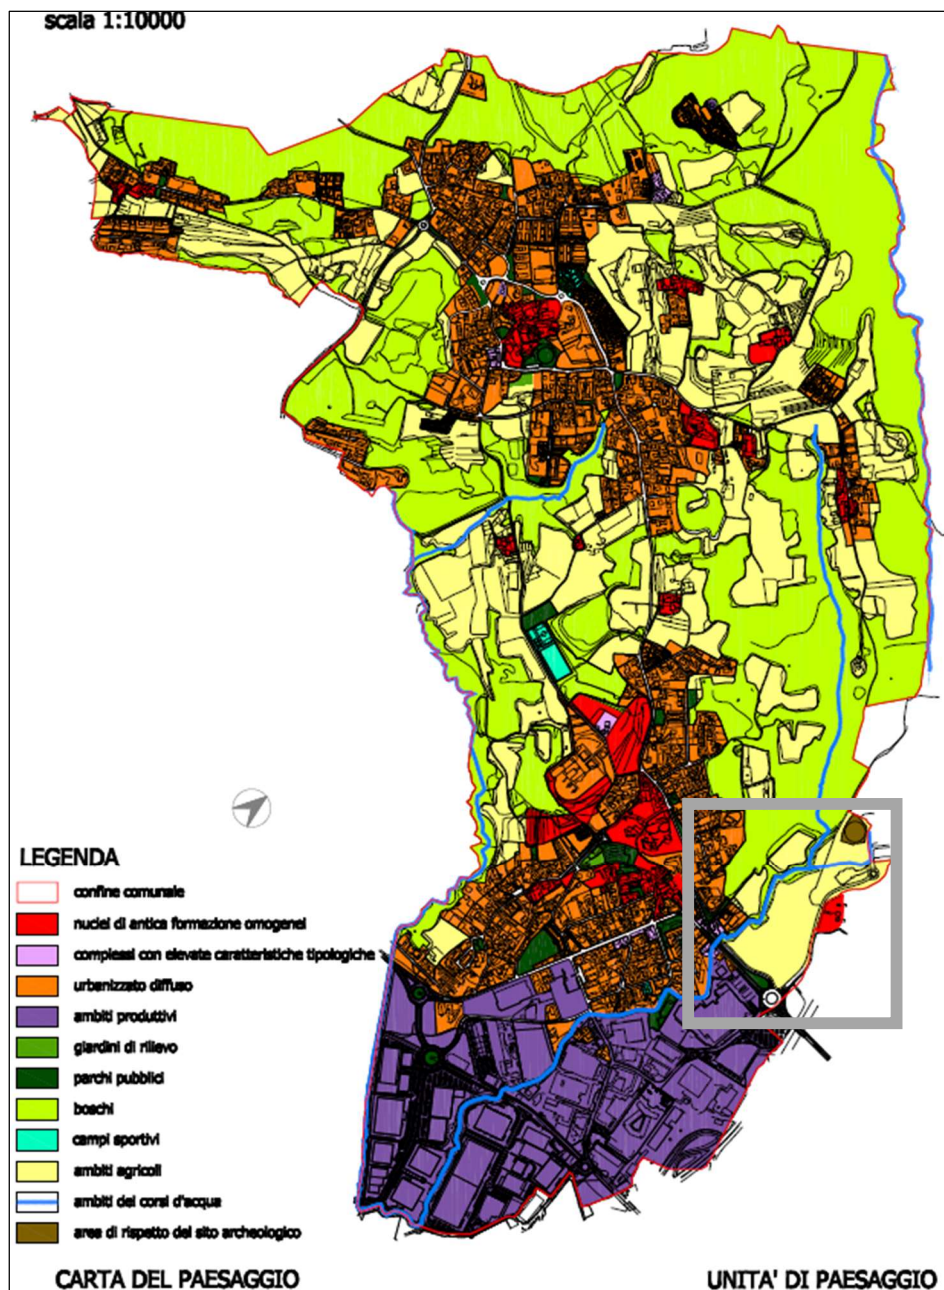 scala 1:10000
LEGENDA
confine comunale
nuclei di antica formazione omogenei
complessi con elevate caratteristiche tipologiche
urbanizzato diffuso
ambiti produttivi
giardini di rilievo
parchi pubblici
boschi
campi sportivi
ambiti agricoli
ambiti dei corsi d'acqua
area di rispetto del sito archeologico
CARTA DEL PAESAGGIO
UNITA' DI PAESAGGIO